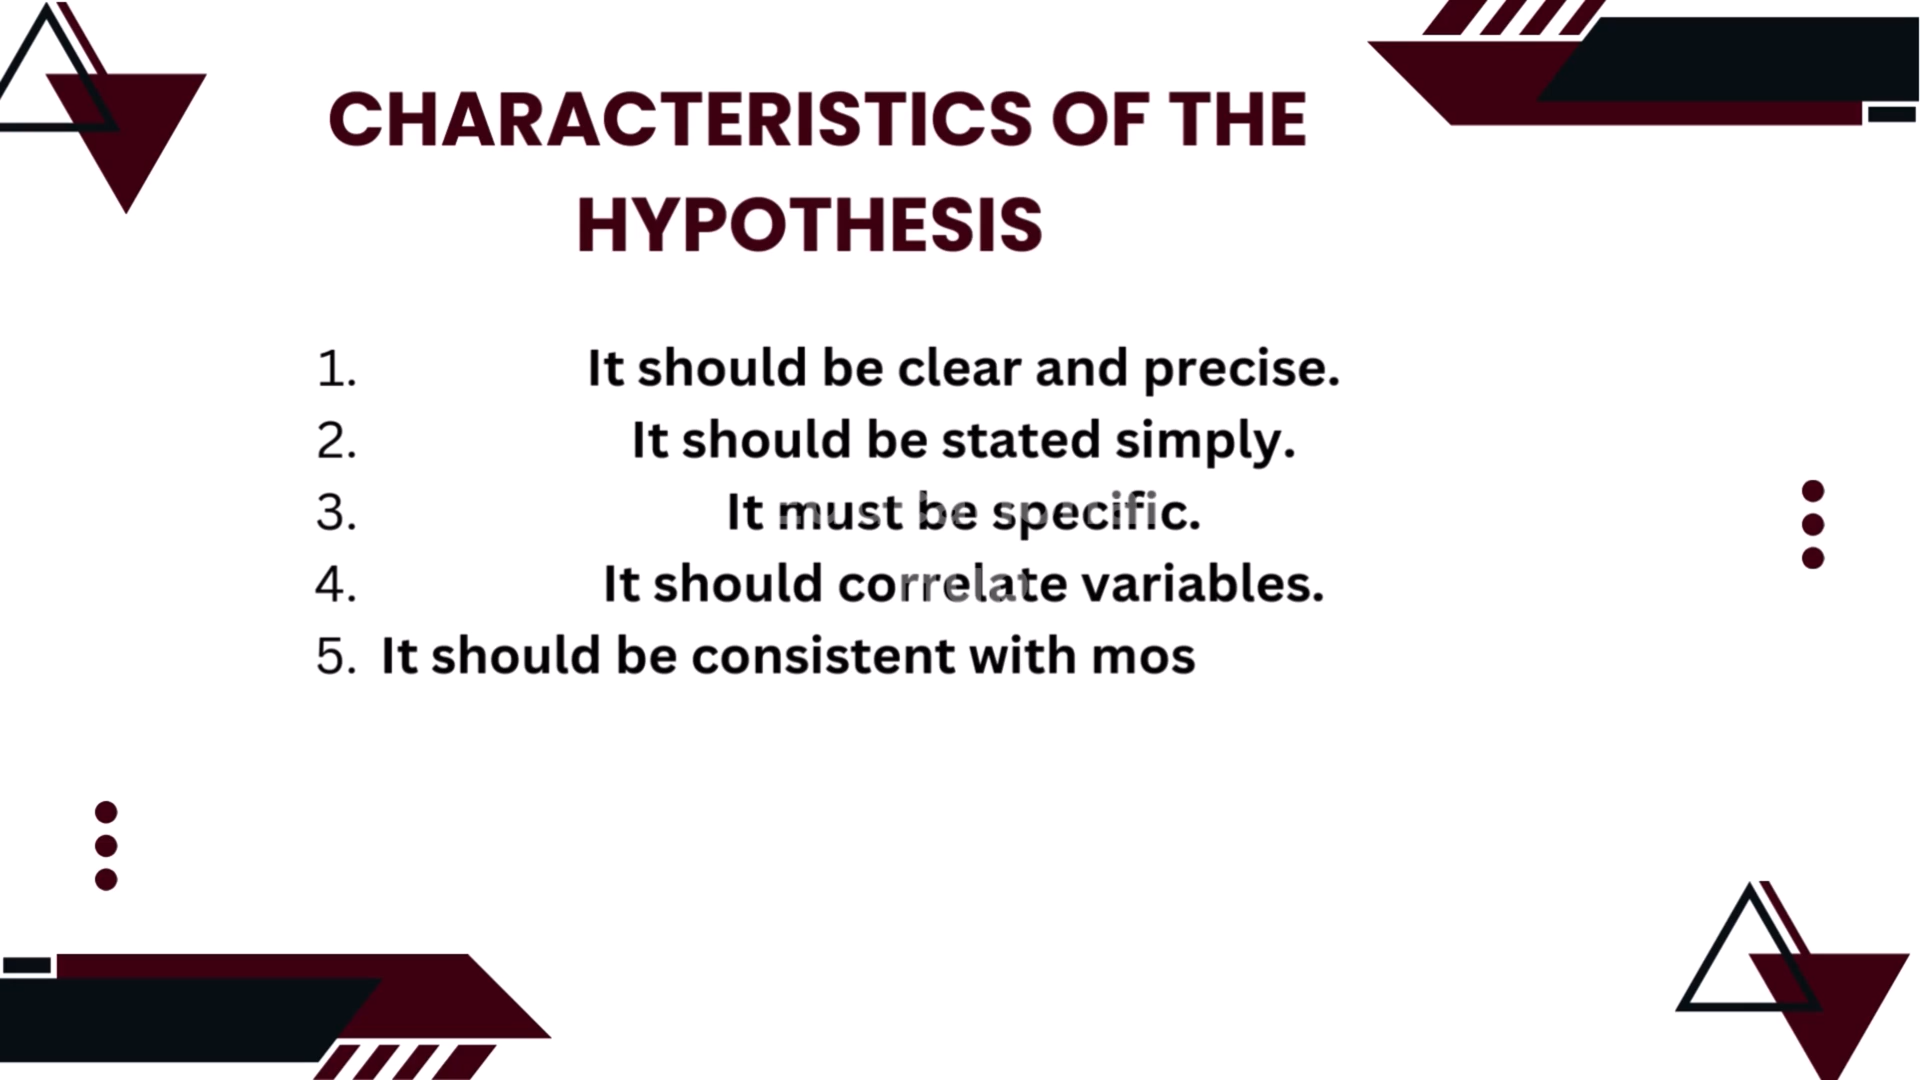 CHARACTERISTICS OF THE
HYPOTHESIS
1. It should be clear and precise.
2. It should be stated simply.
3. It must be specific.
4. It should correlate variables.
5. It should be consistent with mos